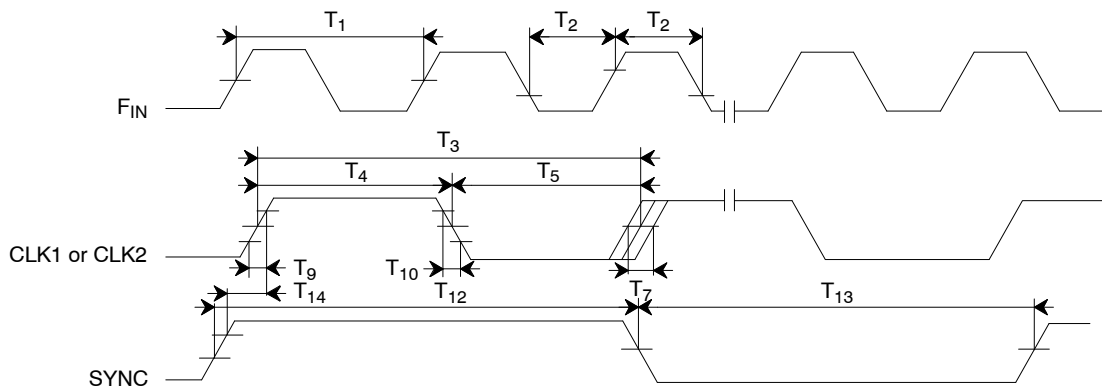 T1 T2 T2
FIN
T3
T4 T5
CLK1 or CLK2
T9 T10 T7
T14 T12 T13
SYNC